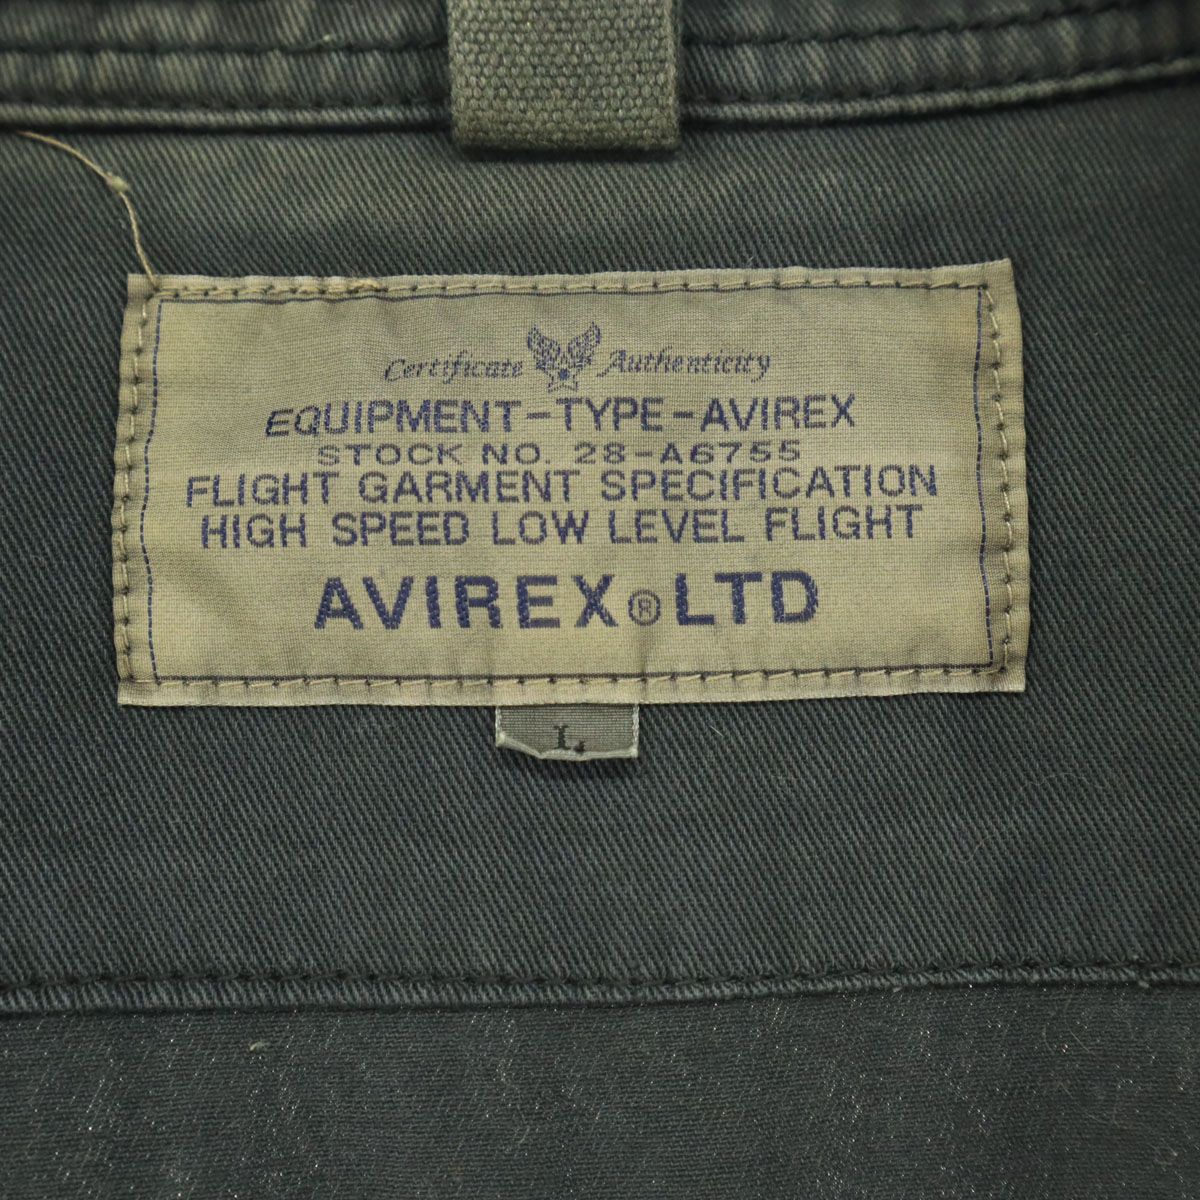 Certificate Authenticity
EQUIPMENT-TYPE-AVIREX
STOCK NO. 28-A6755
FLIGHT GARMENT SPECIFICATION
HIGH SPEED LOW LEVEL FLIGHT
AVIREX® LTD
L